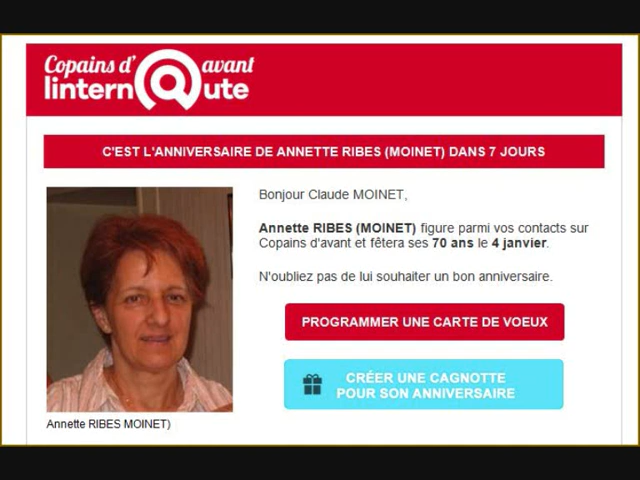 Copains d'avant
linternaute
C'EST L'ANNIVERSAIRE DE ANNETTE RIBES (MOINET) DANS 7 JOURS
Bonjour Claude MOINET,
Annette RIBES (MOINET) figure parmi vos contacts sur
Copains d'avant et fêtera ses 70 ans le 4 janvier.
N'oubliez pas de lui souhaiter un bon anniversaire.
PROGRAMMER UNE CARTE DE VOEUX
CRÉER UNE CAGNOTTE
POUR SON ANNIVERSAIRE
Annette RIBES MOINET)